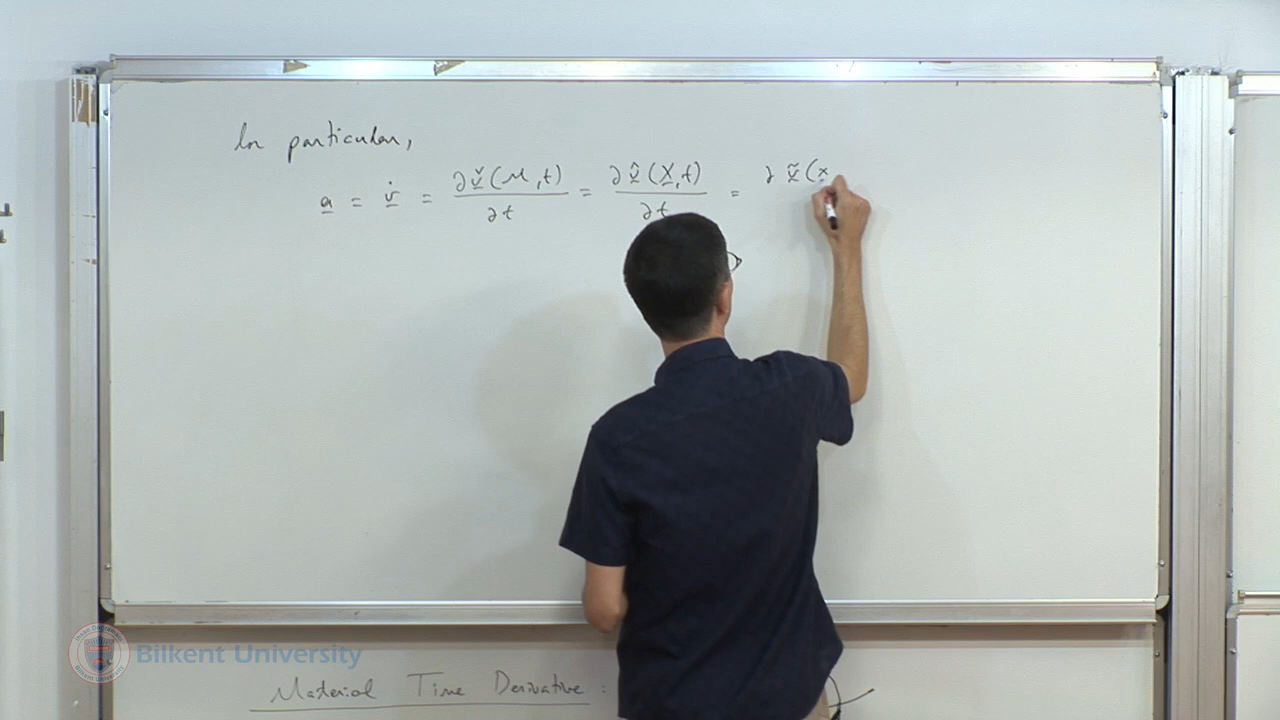 In particular,
a̲ = v̲̇ = ∂v̲̌(M,t)/∂t = ∂v̲̂(X̲,t)/∂t = ∂ṽ̲(x̲
Bilkent University
Material Time Derivative :